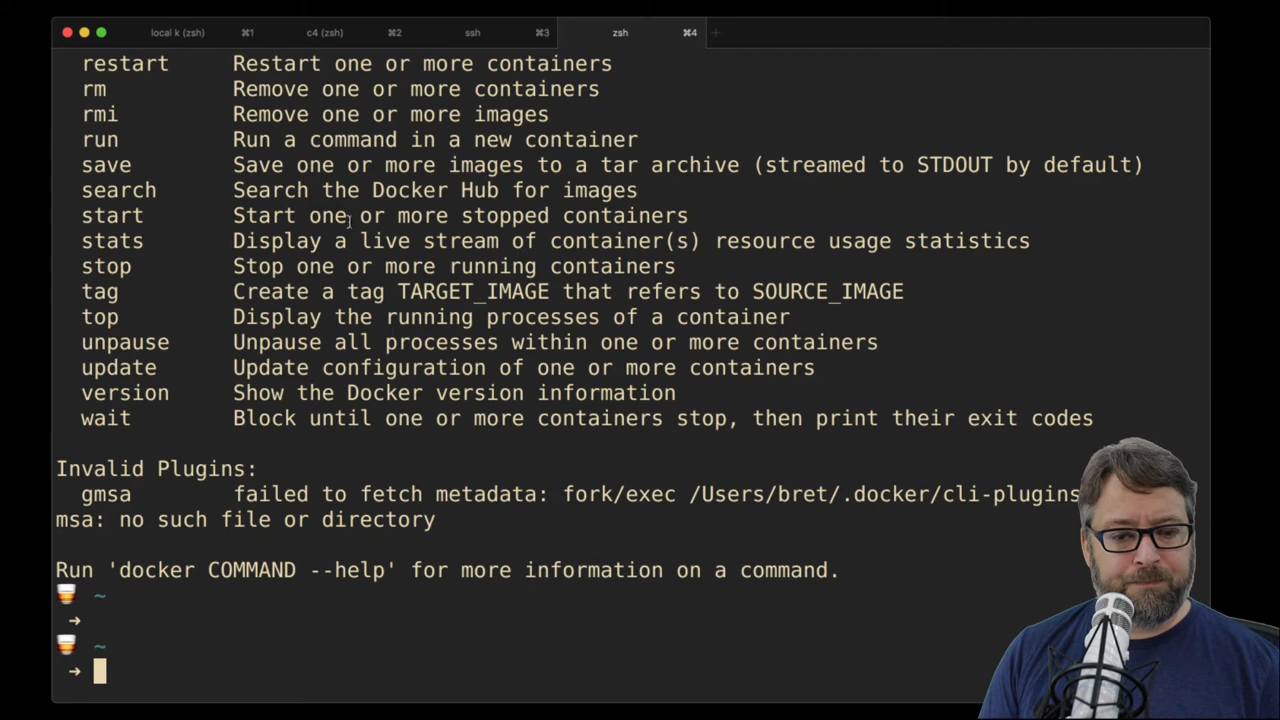 local k (zsh) ⌘1 c4 (zsh) ⌘2 ssh ⌘3 zsh ⌘4 +
restart Restart one or more containers
rm Remove one or more containers
rmi Remove one or more images
run Run a command in a new container
save Save one or more images to a tar archive (streamed to STDOUT by default)
search Search the Docker Hub for images
start Start one or more stopped containers
stats Display a live stream of container(s) resource usage statistics
stop Stop one or more running containers
tag Create a tag TARGET_IMAGE that refers to SOURCE_IMAGE
top Display the running processes of a container
unpause Unpause all processes within one or more containers
update Update configuration of one or more containers
version Show the Docker version information
wait Block until one or more containers stop, then print their exit codes
Invalid Plugins:
gmsa failed to fetch metadata: fork/exec /Users/bret/.docker/cli-plugins
msa: no such file or directory
Run 'docker COMMAND --help' for more information on a command.
~
➜
~
➜